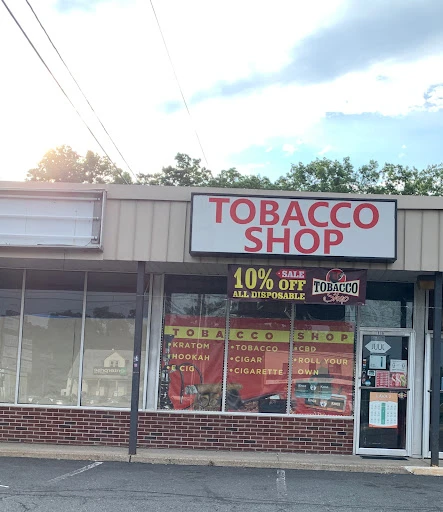 TOBACCO
SHOP
10% • SALE
OFF
ALL DISPOSABLE
TOBACCO
Shop
TOBACCO SHOP
•KRATOM •TOBACCO •CBD
HOOKAH •CIGAR •ROLL YOUR
•E CIG •CIGARETTE OWN
JUUL